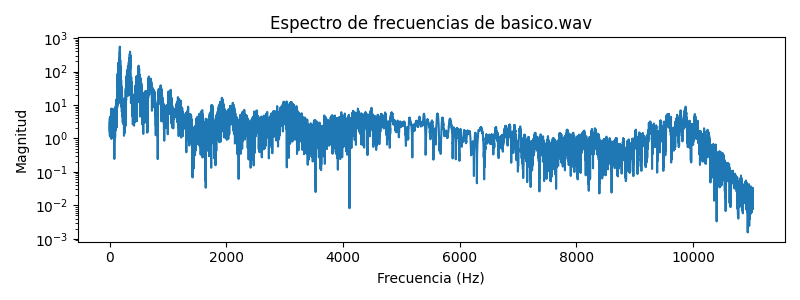 Espectro de frecuencias de basico.wav
Magnitud
10³
10²
10¹
10⁰
10⁻¹
10⁻²
10⁻³
0 2000 4000 6000 8000 10000
Frecuencia (Hz)